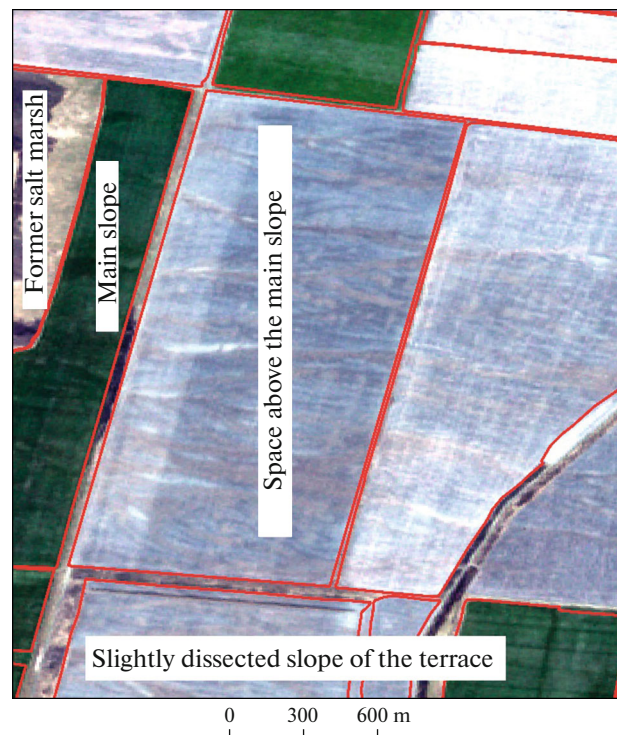 Former salt marsh
Main slope
Space above the main slope
Slightly dissected slope of the terrace
0 300 600 m